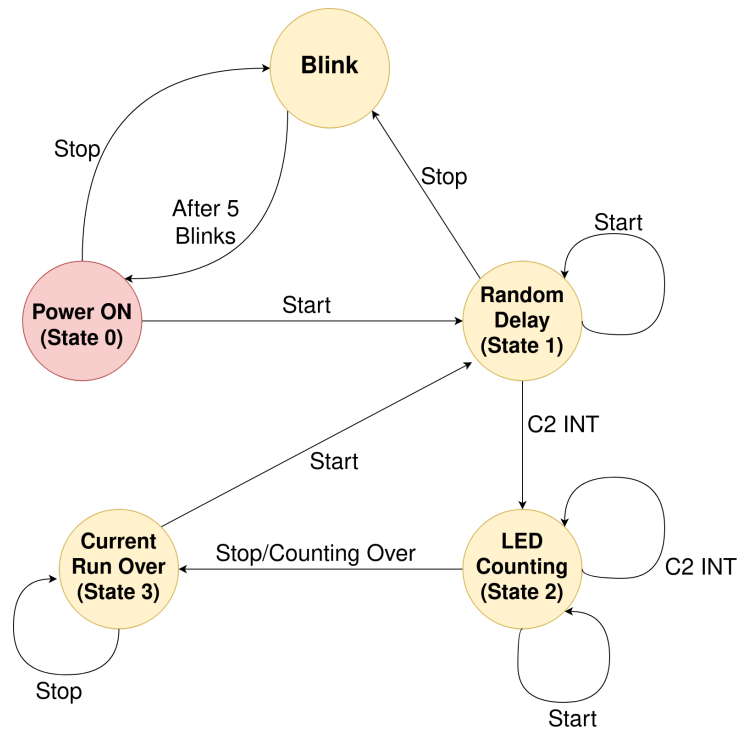 Blink
Stop
Stop
After 5
Blinks
Start
Power ON
(State 0)
Start
Random
Delay
(State 1)
C2 INT
Start
Current
Run Over
(State 3)
Stop/Counting Over
LED
Counting
(State 2)
C2 INT
Stop
Start